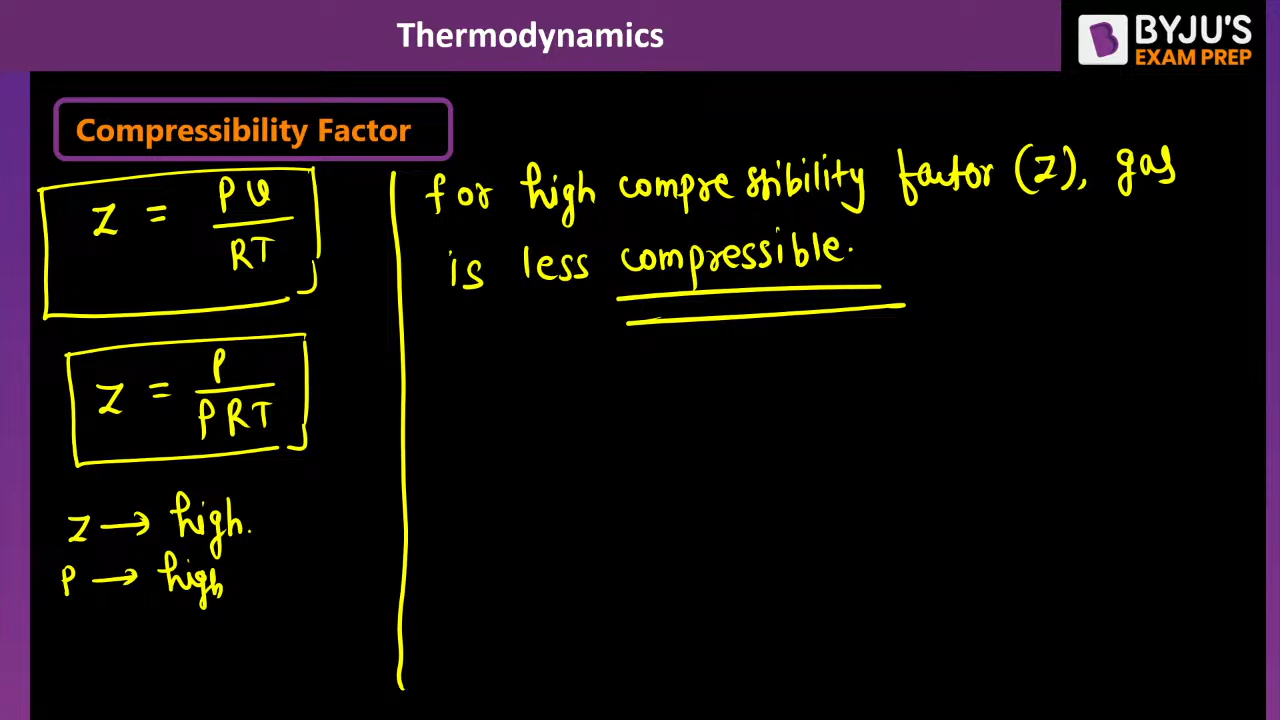 Thermodynamics
BYJU'S
EXAM PREP
Compressibility Factor
Z = PV / RT
Z = P / ρRT
Z → high.
P → high
for high compressibility factor (Z), gas
is less compressible.